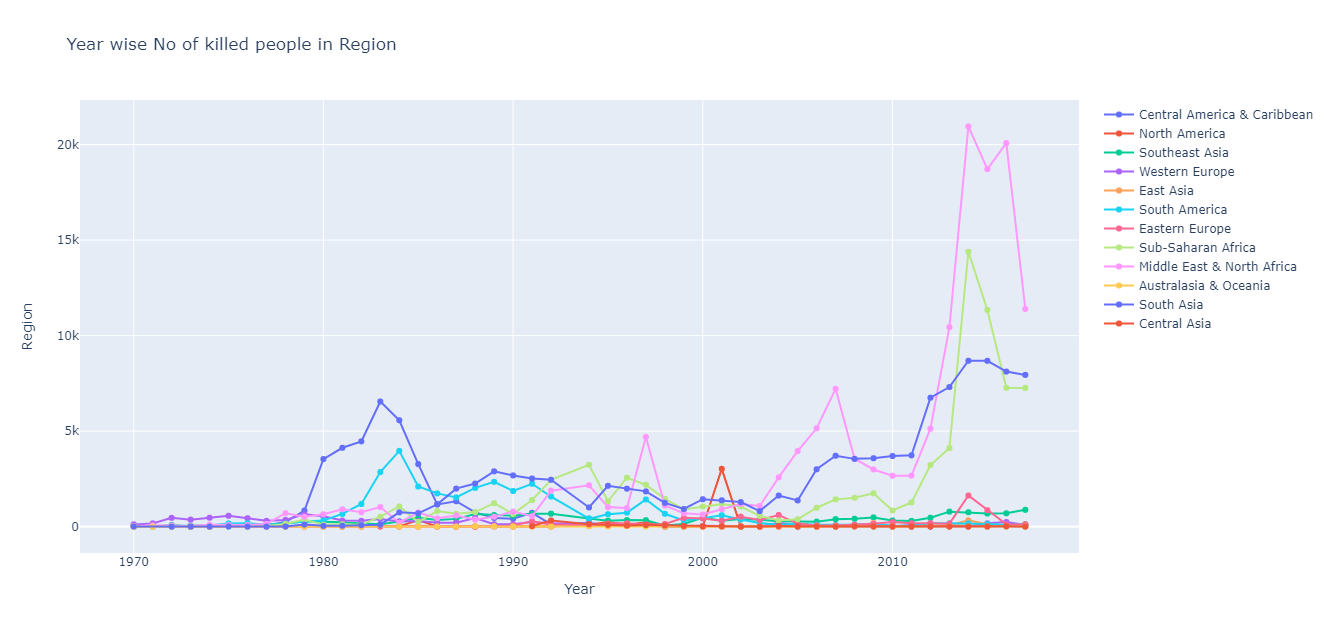 Year wise No of killed people in Region
20k
15k
10k
5k
0
Region
1970
1980
1990
2000
2010
Year
Central America & Caribbean
North America
Southeast Asia
Western Europe
East Asia
South America
Eastern Europe
Sub-Saharan Africa
Middle East & North Africa
Australasia & Oceania
South Asia
Central Asia